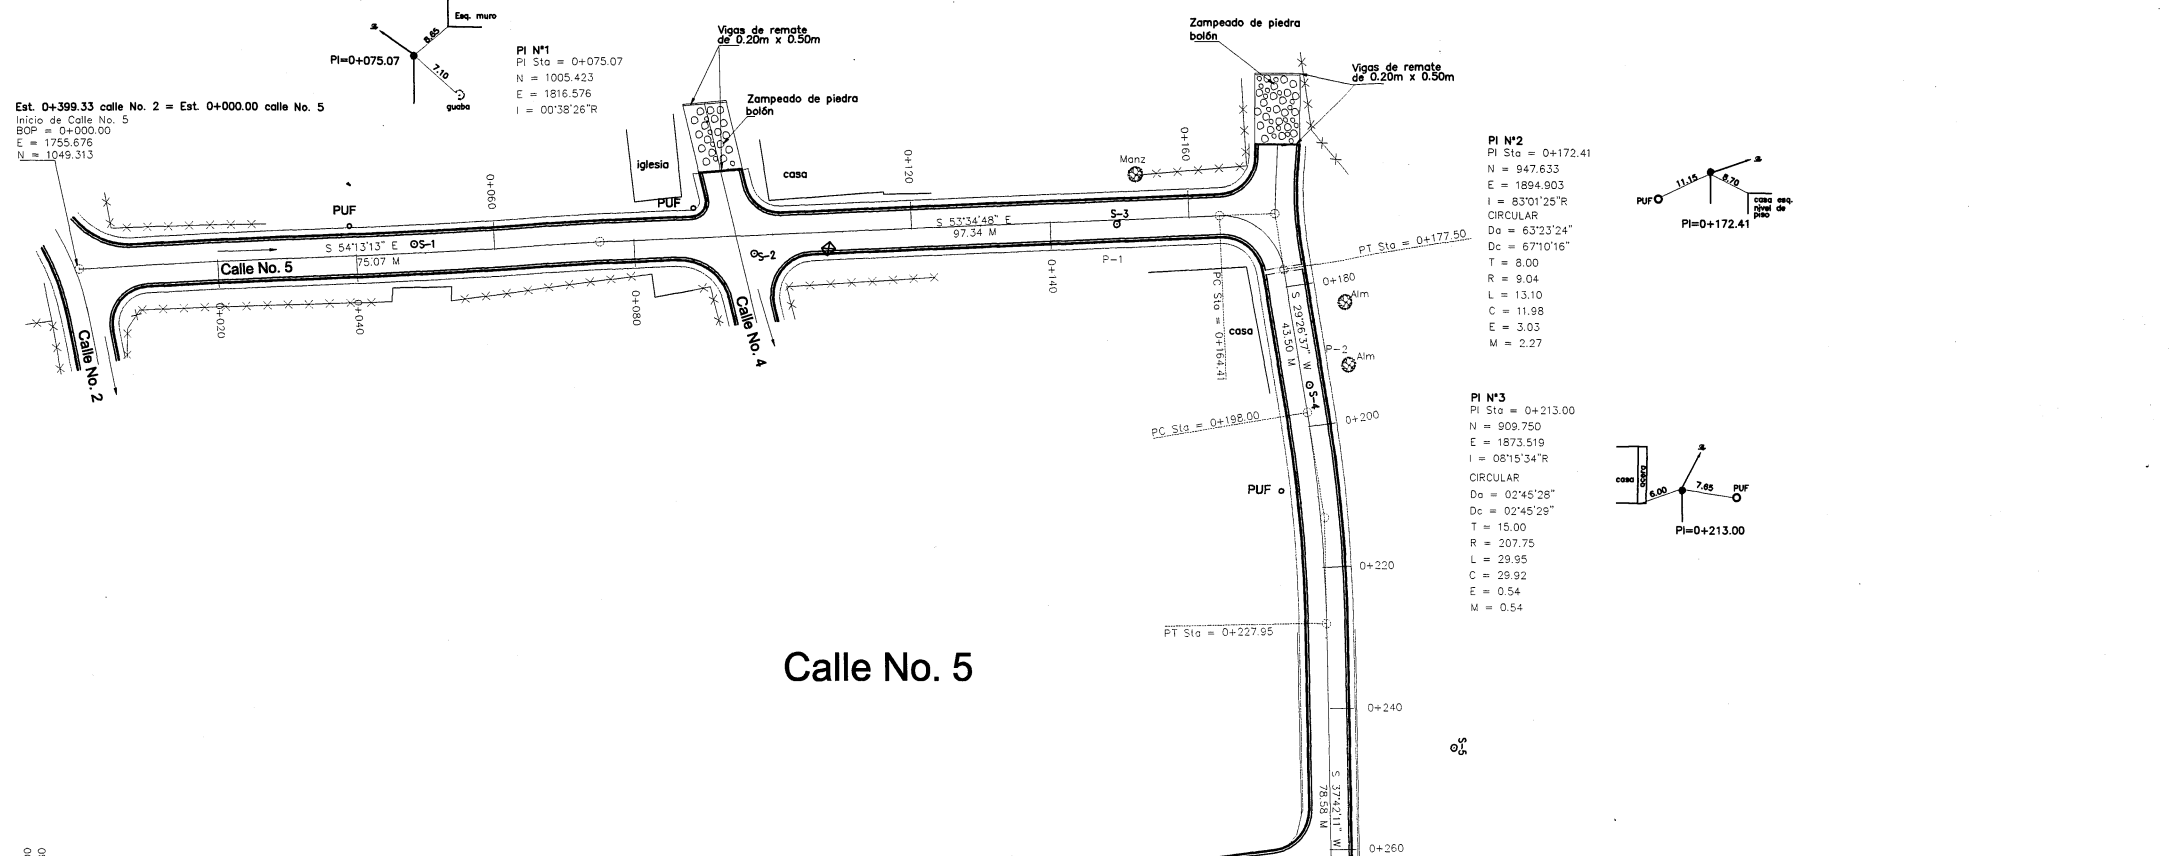 Esq. muro
8.65
PI=0+075.07
7.10
guaba
PI N°1
PI Sta = 0+075.07
N = 1005.423
E = 1816.576
I = 00°38'26"R
Vigas de remate
de 0.20m x 0.50m
Zampeado de piedra
bolón
Zampeado de piedra
bolón
Vigas de remate
de 0.20m x 0.50m
Est. 0+399.33 calle No. 2 = Est. 0+000.00 calle No. 5
Inicio de Calle No. 5
BOP = 0+000.00
E = 1755.676
N = 1049.313
iglesia
casa
PUF
PUF
0+060
0+120
0+160
Manz
S 54°13'13" E
75.07 M
S-1
Calle No. 5
S-2
S 53°34'48" E
97.34 M
S-3
P-1
0+020
0+040
0+080
0+140
Calle No. 2
Calle No. 4
PC Sta = 0+164.41
casa
PT Sta = 0+177.50
0+180
Alm
S 29°26'37" W
43.50 M
P-2
Alm
S-4
PC Sta = 0+198.00
0+200
PUF
0+220
PT Sta = 0+227.95
Calle No. 5
0+240
S-5
S 37°42'11" W
78.58 M
0+260
PI N°2
PI Sta = 0+172.41
N = 947.633
E = 1894.903
I = 83°01'25"R
CIRCULAR
Da = 63°23'24"
Dc = 67°10'16"
T = 8.00
R = 9.04
L = 13.10
C = 11.98
E = 3.03
M = 2.27
PUF
11.15
8.70
casa esq.
nivel de
piso
PI=0+172.41
PI N°3
PI Sta = 0+213.00
N = 909.750
E = 1873.519
I = 08°15'34"R
CIRCULAR
Da = 02°45'28"
Dc = 02°45'29"
T = 15.00
R = 207.75
L = 29.95
C = 29.92
E = 0.54
M = 0.54
casa
acera
6.00
7.65
PUF
PI=0+213.00